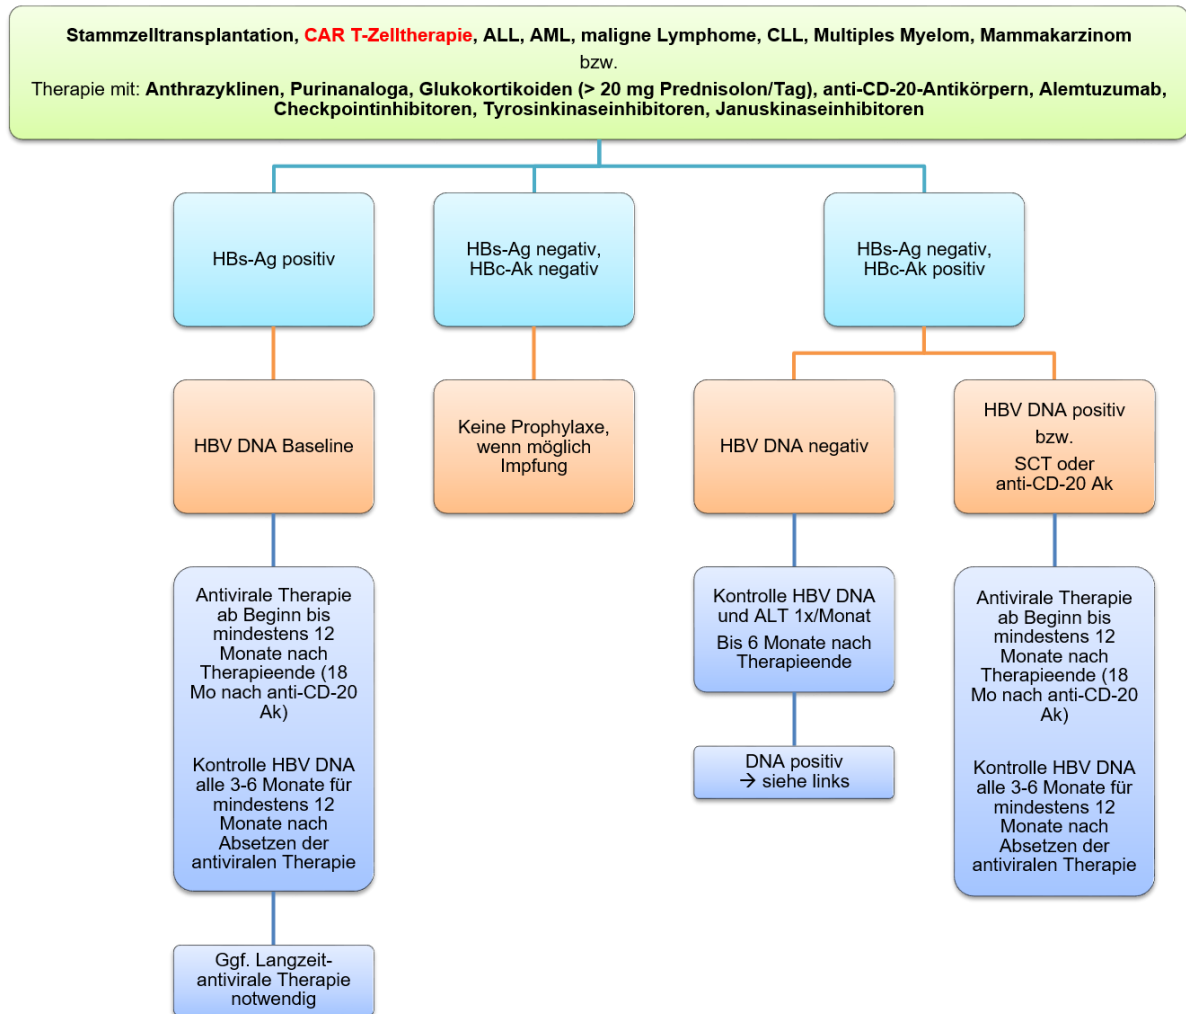 Stammzelltransplantation, CAR T-Zelltherapie, ALL, AML, maligne Lymphome, CLL, Multiples Myelom, Mammakarzinom
bzw.
Therapie mit: Anthrazyklinen, Purinanaloga, Glukokortikoiden (> 20 mg Prednisolon/Tag), anti-CD-20-Antikörpern, Alemtuzumab,
Checkpointinhibitoren, Tyrosinkinaseinhibitoren, Januskinaseinhibitoren
HBs-Ag positiv
HBs-Ag negativ,
HBc-Ak negativ
HBs-Ag negativ,
HBc-Ak positiv
HBV DNA Baseline
Keine Prophylaxe,
wenn möglich
Impfung
HBV DNA negativ
HBV DNA positiv
bzw.
SCT oder
anti-CD-20 Ak
Antivirale Therapie
ab Beginn bis
mindestens 12
Monate nach
Therapieende (18
Mo nach anti-CD-20
Ak)
Kontrolle HBV DNA
alle 3-6 Monate für
mindestens 12
Monate nach
Absetzen der
antiviralen Therapie
Kontrolle HBV DNA
und ALT 1x/Monat
Bis 6 Monate nach
Therapieende
DNA positiv
→ siehe links
Antivirale Therapie
ab Beginn bis
mindestens 12
Monate nach
Therapieende (18
Mo nach anti-CD-20
Ak)
Kontrolle HBV DNA
alle 3-6 Monate für
mindestens 12
Monate nach
Absetzen der
antiviralen Therapie
Ggf. Langzeit-
antivirale Therapie
notwendig